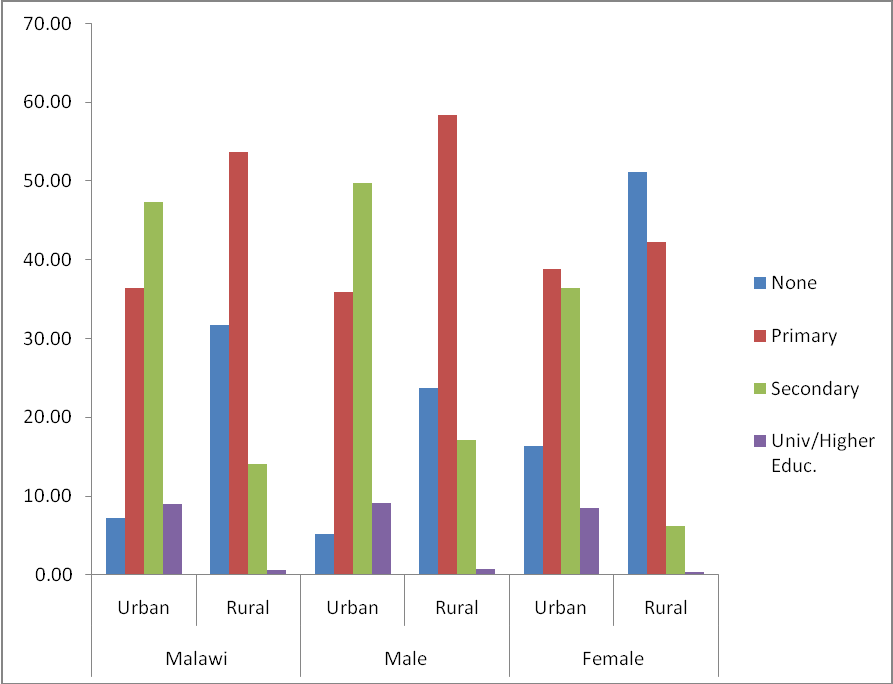 70.00
60.00
50.00
40.00
30.00
20.00
10.00
0.00
Urban Rural Urban Rural Urban Rural
Malawi Male Female
None
Primary
Secondary
Univ/Higher
Educ.